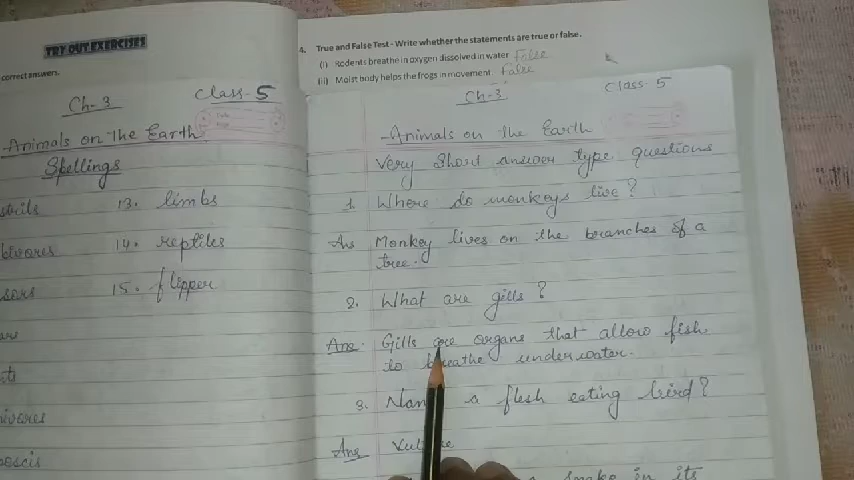 TRY OUT EXERCISES
correct answers.
4. True and False Test - Write whether the statements are true or false.
(i) Rodents breathe in oxygen dissolved in water False
(ii) Moist body helps the frogs in movement False
Ch-3 Class-5
Animals on the Earth
Spellings
13. limbs
14. reptiles
15. flipper
Ch-3 Class-5
Animals on the Earth
Very Short answer type questions
1. Where do monkeys live?
Ans Monkey lives on the branches of a
tree.
2. What are gills?
Ans. Gills are organs that allow fish
to breathe underwater.
3. a flesh eating bird?
Ans
snake in its